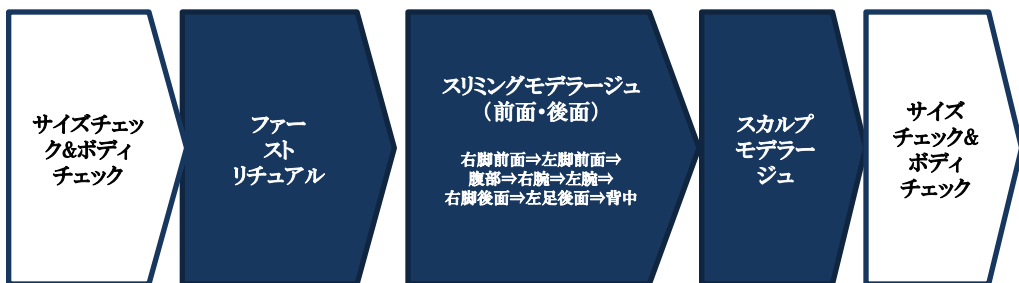 サイズチェッ
ク&ボディ
チェック
ファー
スト
リチュアル
スリミングモデラージュ
（前面・後面）
右脚前面⇒左脚前面⇒
腹部⇒右腕⇒左腕⇒
右脚後面⇒左足後面⇒背中
スカルプ
モデラー
ジュ
サイズ
チェック&
ボディ
チェック